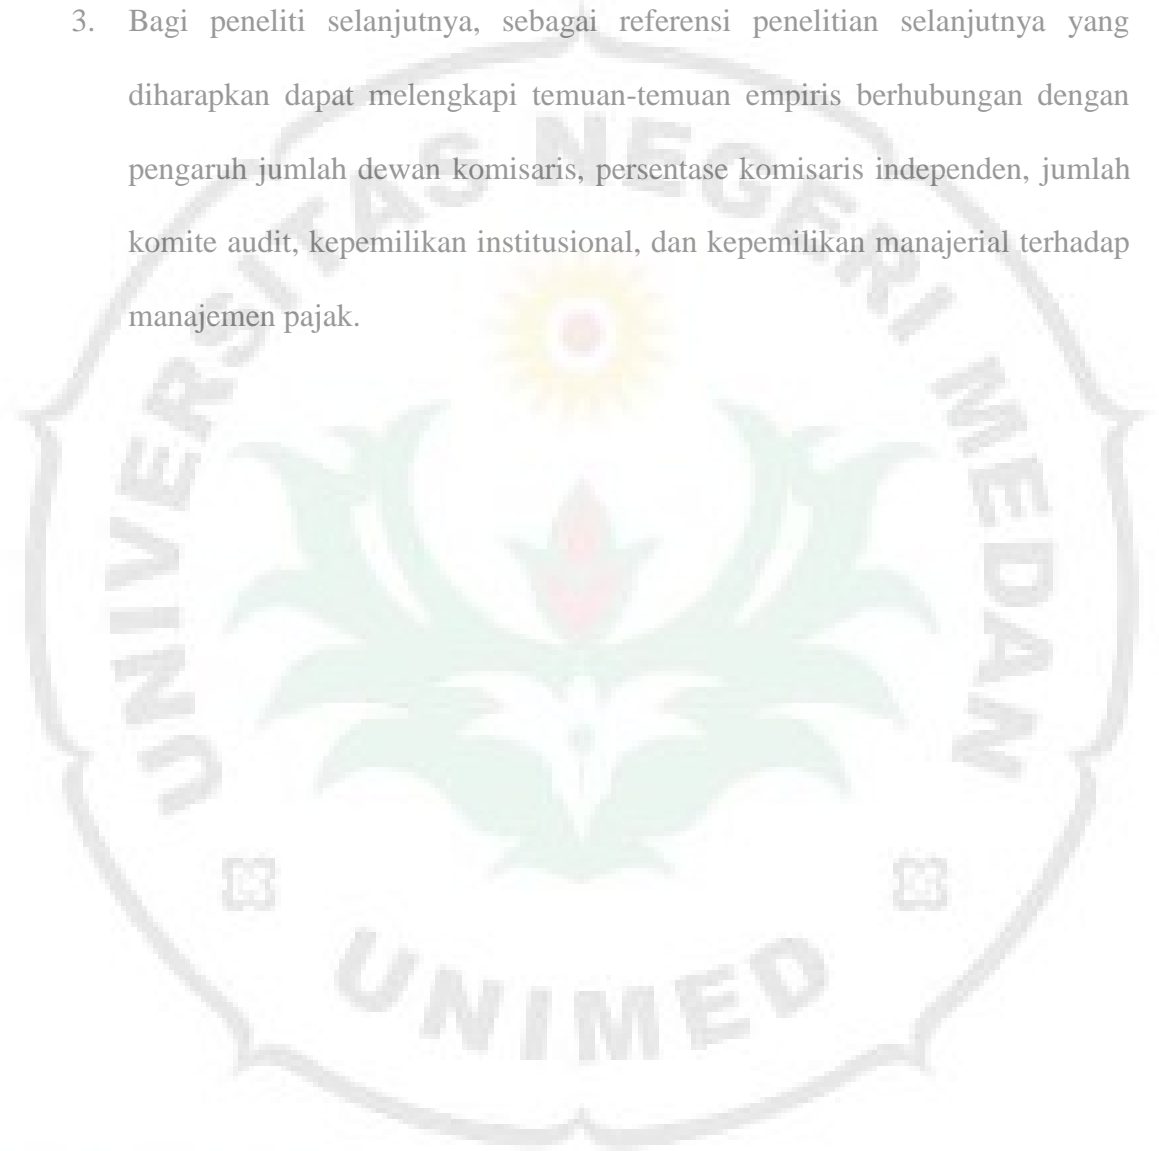 3. Bagi peneliti selanjutnya, sebagai referensi penelitian selanjutnya yang
diharapkan dapat melengkapi temuan-temuan empiris berhubungan dengan
pengaruh jumlah dewan komisaris, persentase komisaris independen, jumlah
komite audit, kepemilikan institusional, dan kepemilikan manajerial terhadap
manajemen pajak.
UNIVERSITAS NEGERI MEDAN
UNIMED